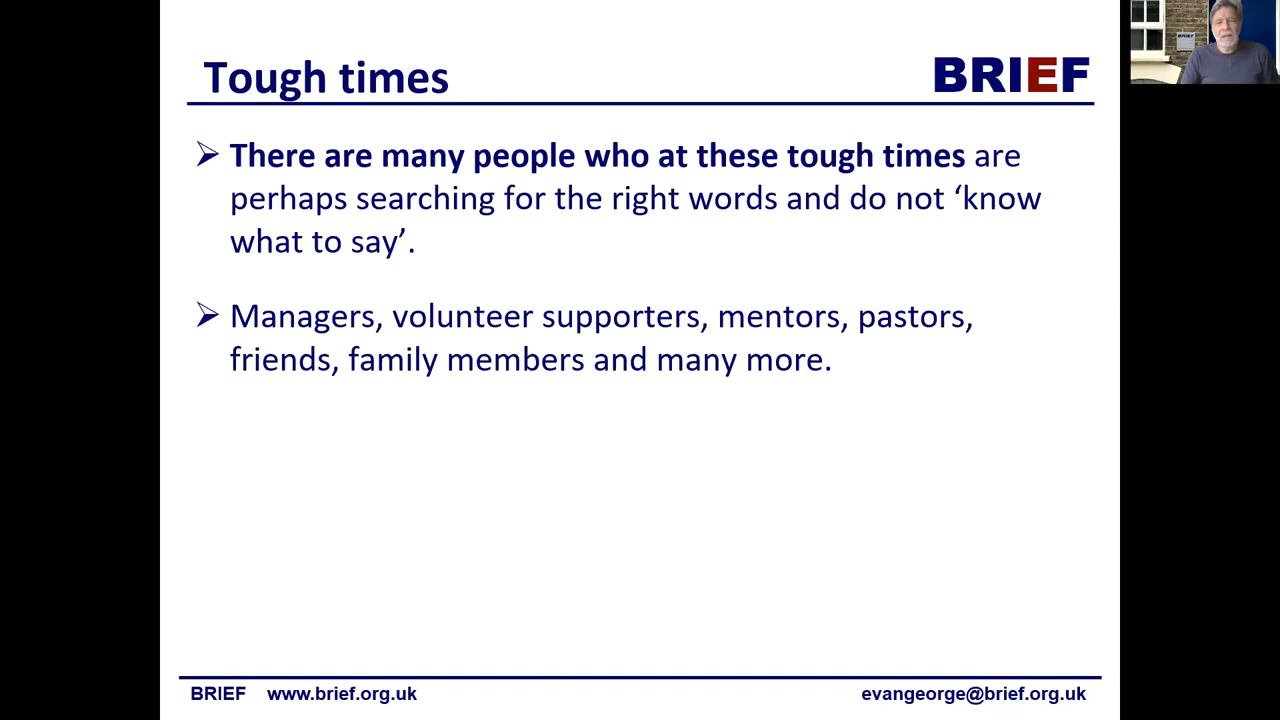 Tough times
BRIEF
➢ There are many people who at these tough times are
perhaps searching for the right words and do not ‘know
what to say’.
➢ Managers, volunteer supporters, mentors, pastors,
friends, family members and many more.
BRIEF www.brief.org.uk
evangeorge@brief.org.uk
BRIEF